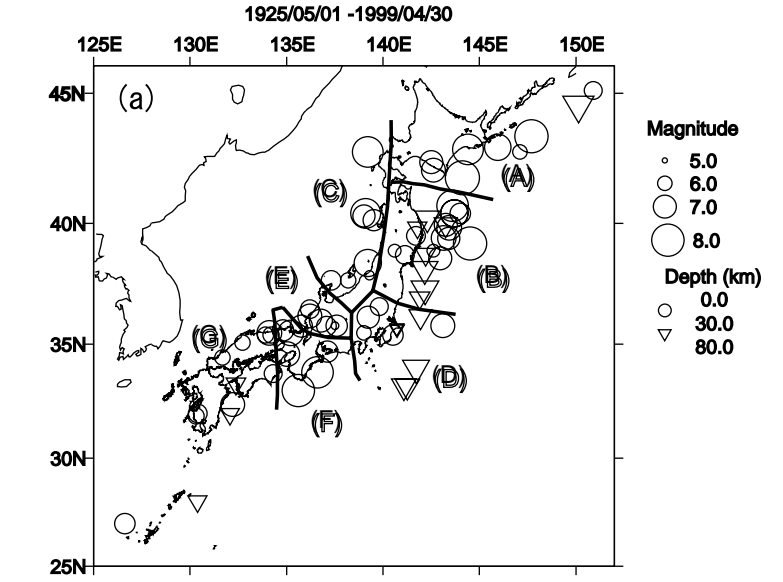 1925/05/01 -1999/04/30
125E 130E 135E 140E 145E 150E
45N
(a)
Magnitude
5.0
6.0
7.0
8.0
(A)
(C)
40N
(E)
(B)
Depth (km)
0.0
30.0
80.0
(G)
35N
(D)
(F)
30N
25N